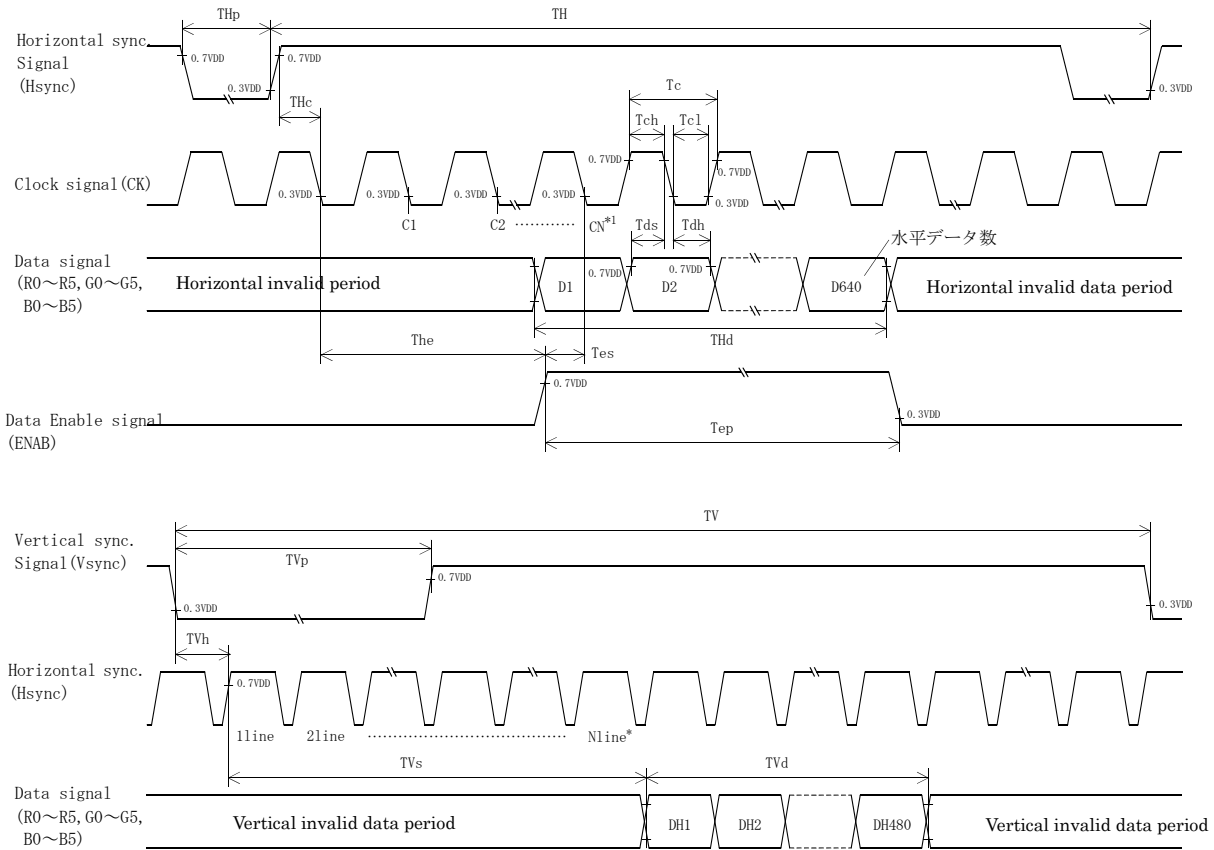 THp
TH
Horizontal sync.
Signal
(Hsync)
0.7VDD
0.7VDD
0.3VDD
0.3VDD
THc
Tc
Tch
Tcl
Clock signal(CK)
0.7VDD
0.7VDD
0.3VDD
0.3VDD
0.3VDD
0.3VDD
0.3VDD
C1
C2
…………
CN*1
Tds
Tdh
水平データ数
Data signal
(R0～R5,G0～G5,
B0～B5)
Horizontal invalid period
0.7VDD
0.7VDD
D1
D2
D640
Horizontal invalid data period
THd
The
Tes
0.7VDD
Data Enable signal
(ENAB)
0.3VDD
Tep
TV
Vertical sync.
Signal(Vsync)
TVp
0.7VDD
0.3VDD
0.3VDD
TVh
Horizontal sync.
(Hsync)
0.7VDD
1line
2line
……………………………
Nline*
TVs
TVd
Data signal
(R0～R5,G0～G5,
B0～B5)
Vertical invalid data period
DH1
DH2
DH480
Vertical invalid data period